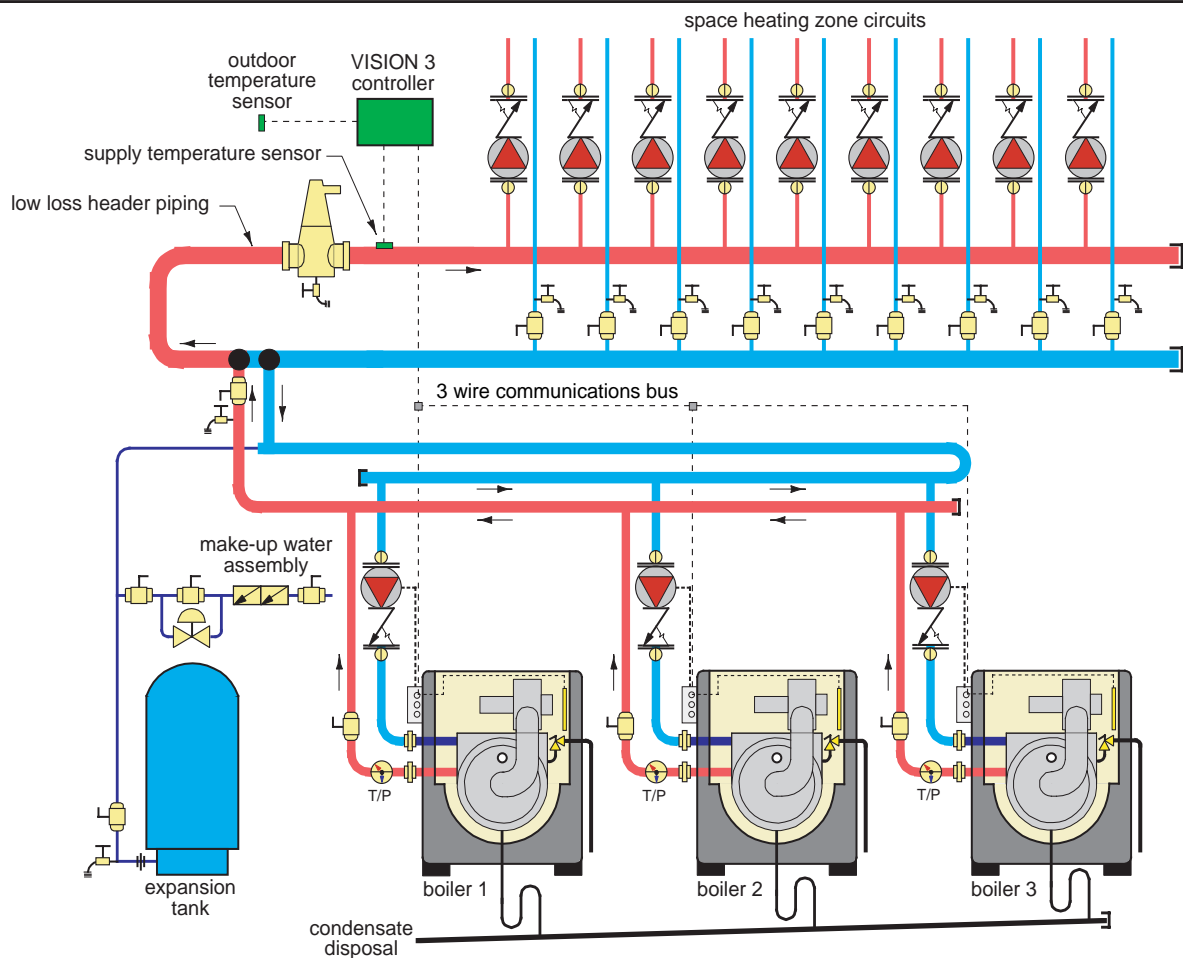 space heating zone circuits
outdoor
temperature
sensor
VISION 3
controller
supply temperature sensor
low loss header piping
3 wire communications bus
make-up water
assembly
T/P
T/P
T/P
expansion
tank
boiler 1
boiler 2
boiler 3
condensate
disposal